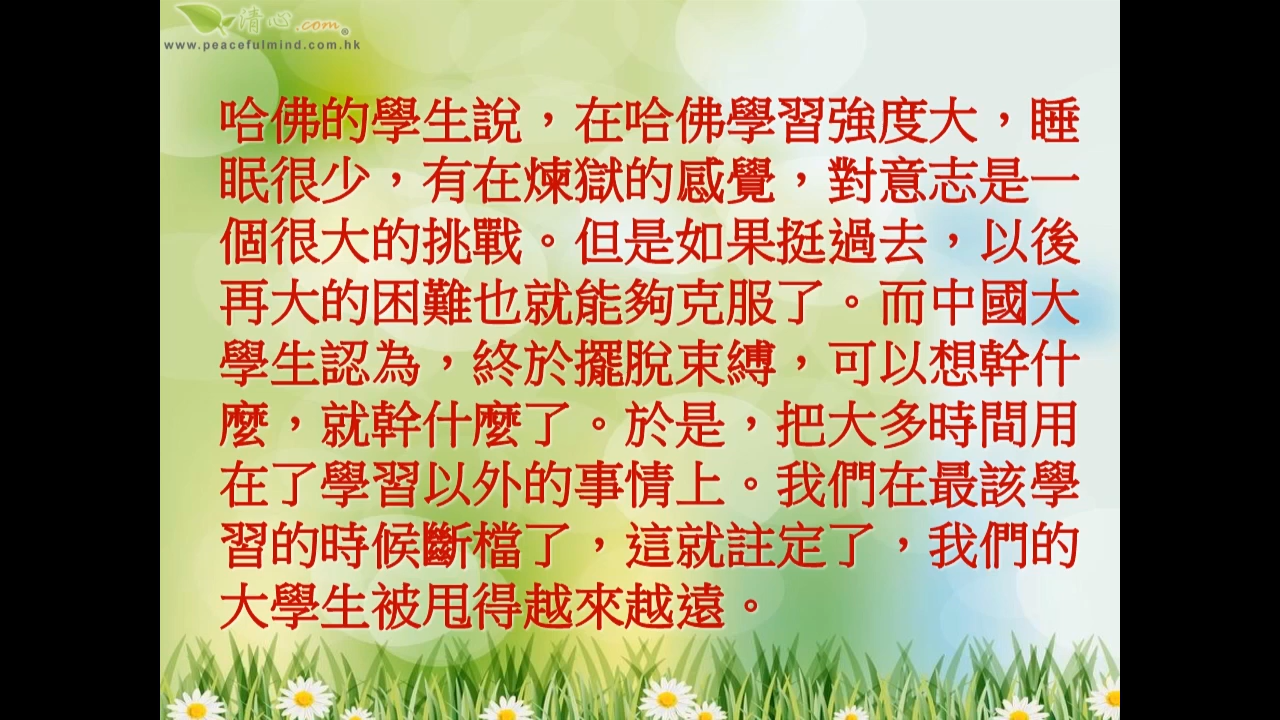 清心.com
www.peacefulmind.com.hk
哈佛的學生說，在哈佛學習強度大，睡
眠很少，有在煉獄的感覺，對意志是一
個很大的挑戰。但是如果挺過去，以後
再大的困難也就能夠克服了。而中國大
學生認為，終於擺脫束縛，可以想幹什
麼，就幹什麼了。於是，把大多時間用
在了學習以外的事情上。我們在最該學
習的時候斷檔了，這就註定了，我們的
大學生被甩得越來越遠。